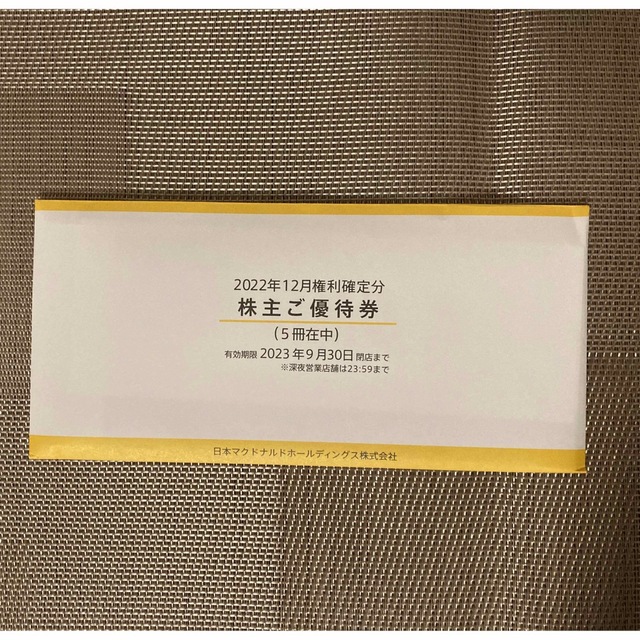 2022年12月権利確定分
株主ご優待券
（5冊在中）
有効期限 2023年9月30日 閉店まで
※深夜営業店舗は23:59まで
日本マクドナルドホールディングス株式会社